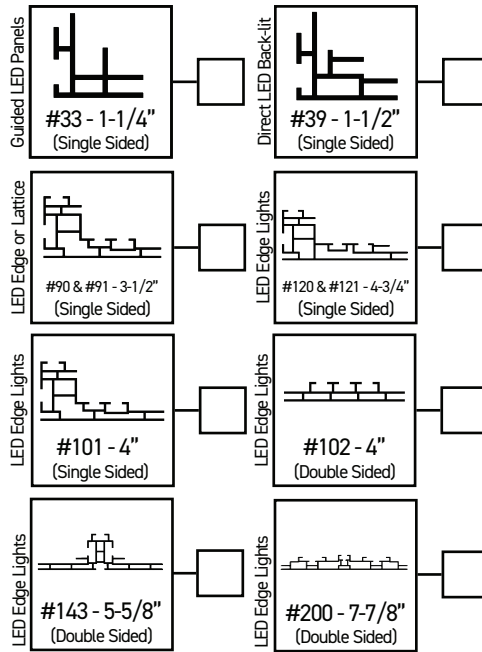 Guided LED Panels
#33 - 1-1/4”
(Single Sided)
Direct LED Back-lit
#39 - 1-1/2”
(Single Sided)
LED Edge or Lattice
#90 & #91 - 3-1/2”
(Single Sided)
LED Edge Lights
#120 & #121 - 4-3/4”
(Single Sided)
LED Edge Lights
#101 - 4”
(Single Sided)
LED Edge Lights
#102 - 4”
(Double Sided)
LED Edge Lights
#143 - 5-5/8”
(Double Sided)
LED Edge Lights
#200 - 7-7/8”
(Double Sided)